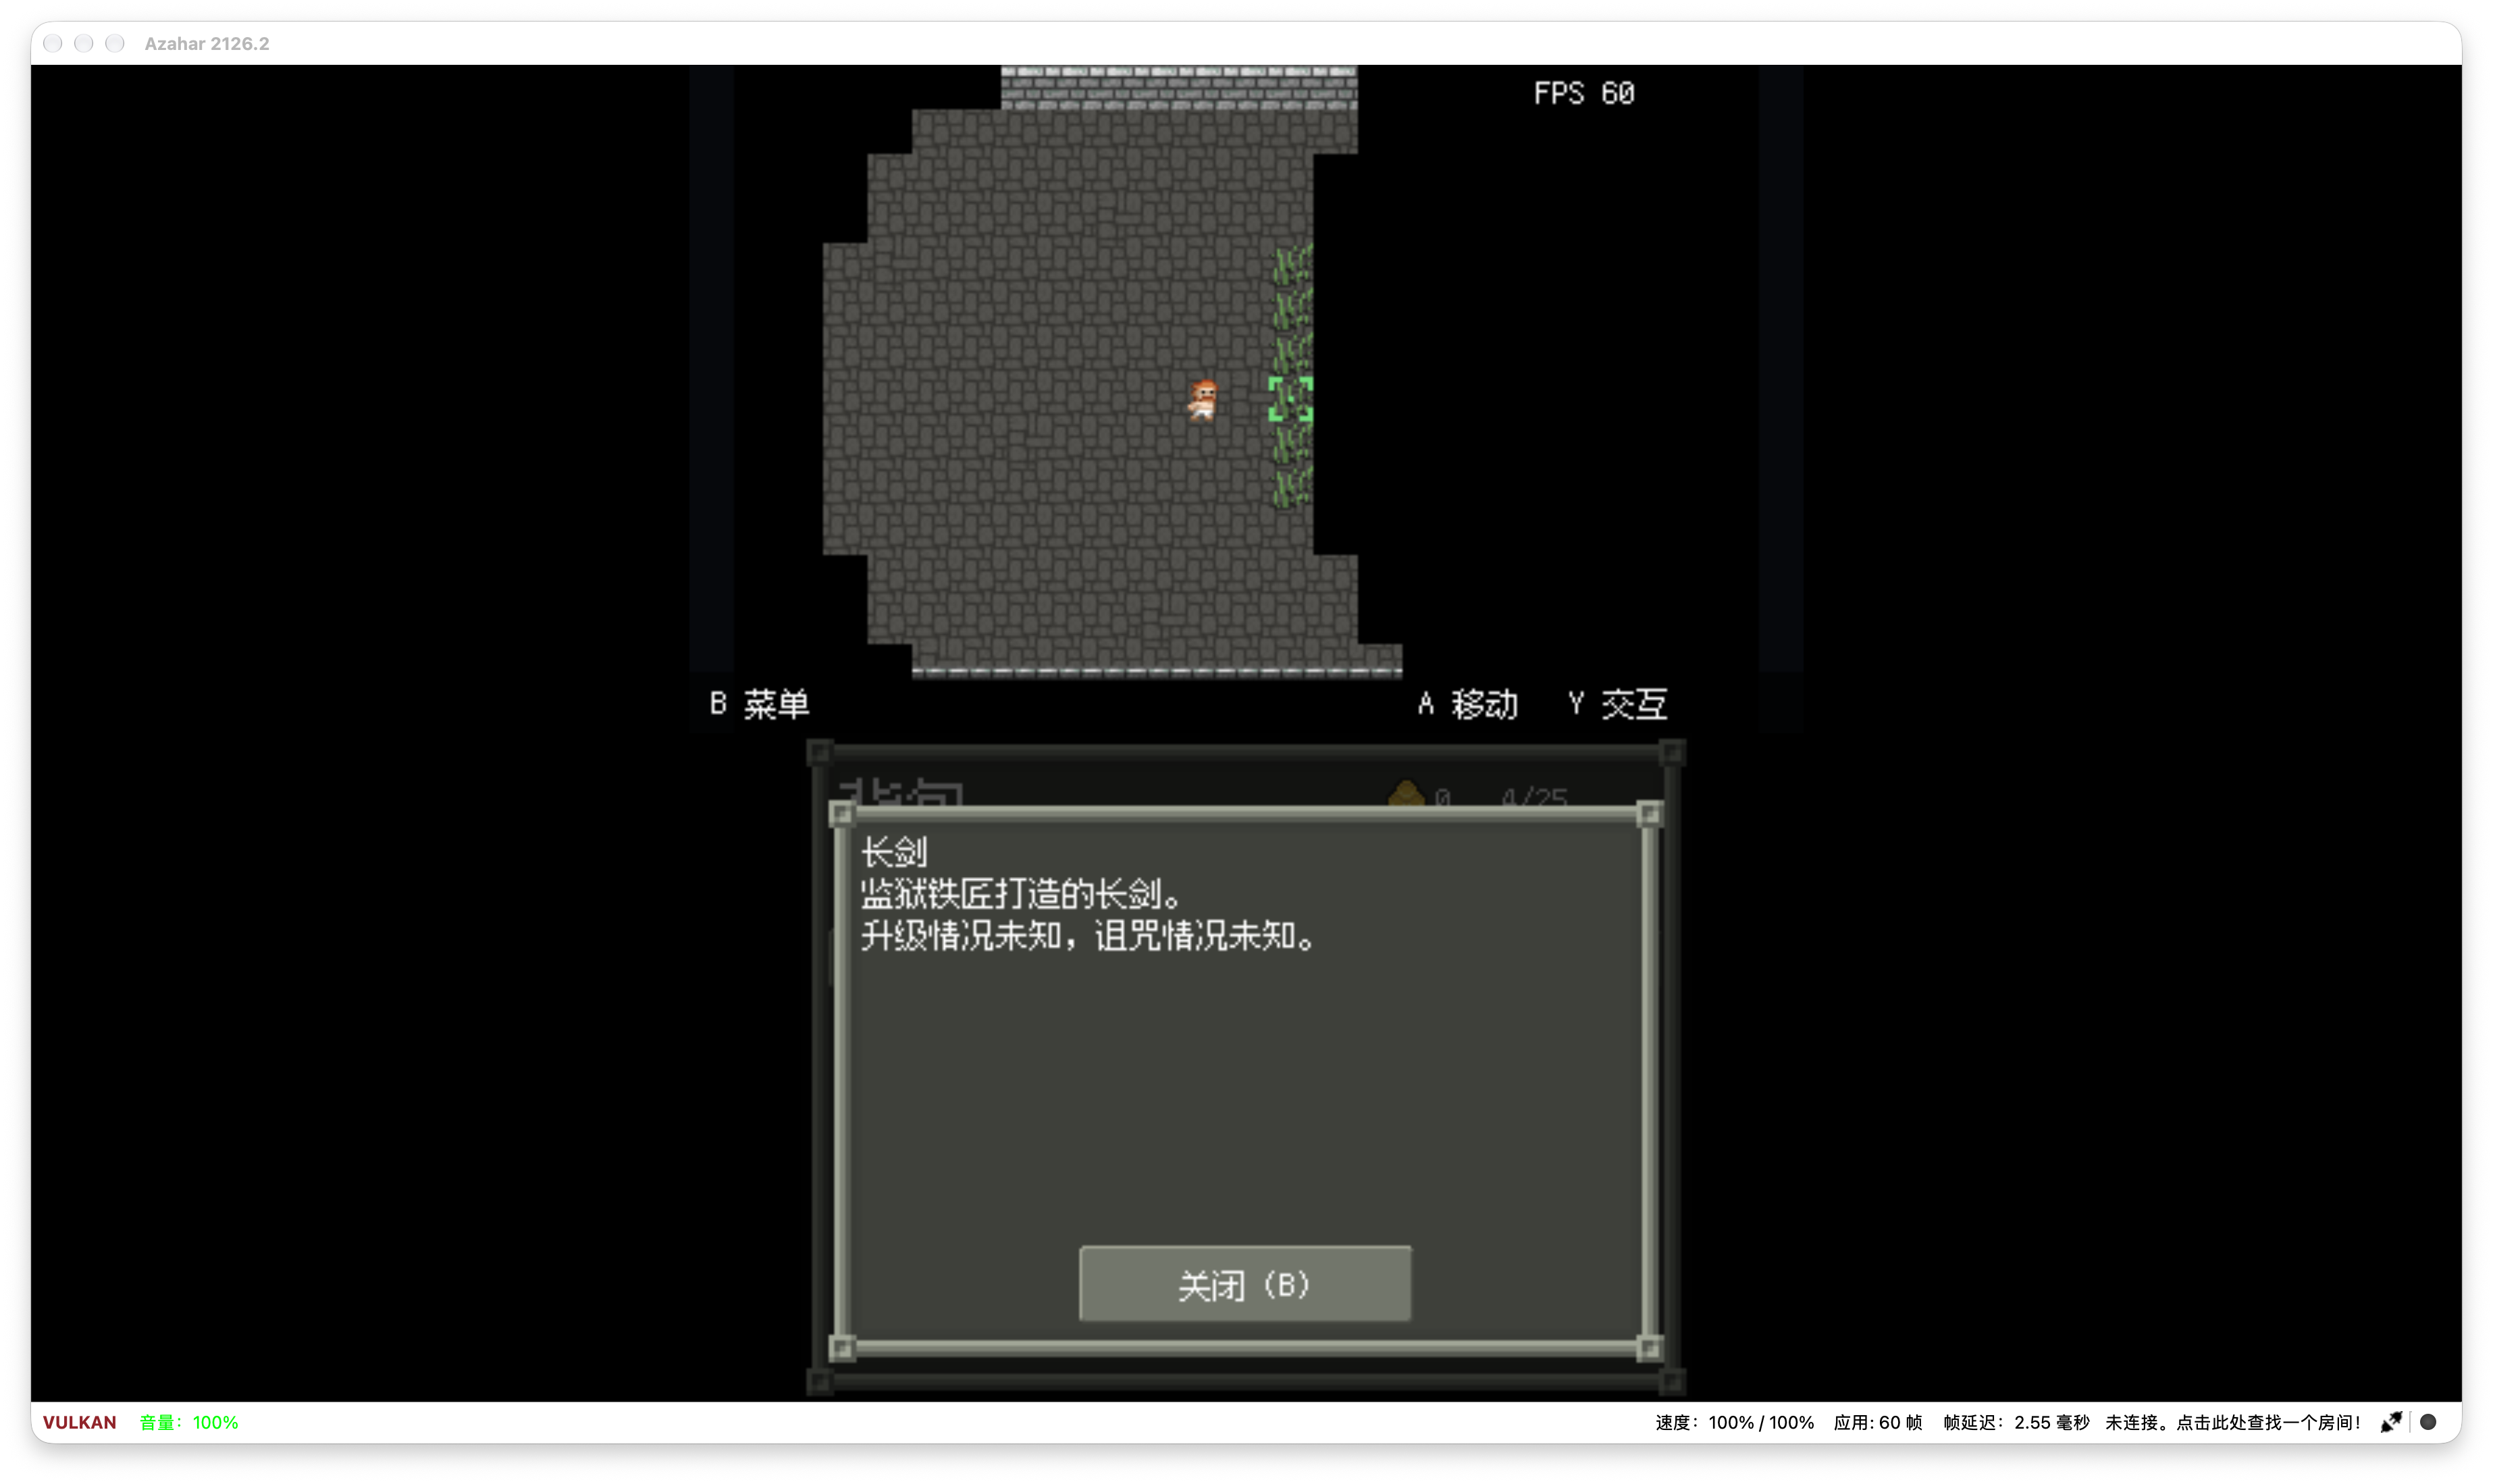 Azahar 2126.2
FPS 60
B 菜单
A 移动 Y 交互
0 4/25
长剑
监狱铁匠打造的长剑。
升级情况未知，诅咒情况未知。
关闭 (B)
VULKAN 音量：100% 速度：100% / 100% 应用: 60 帧 帧延迟：2.55 毫秒 未连接。点击此处查找一个房间！